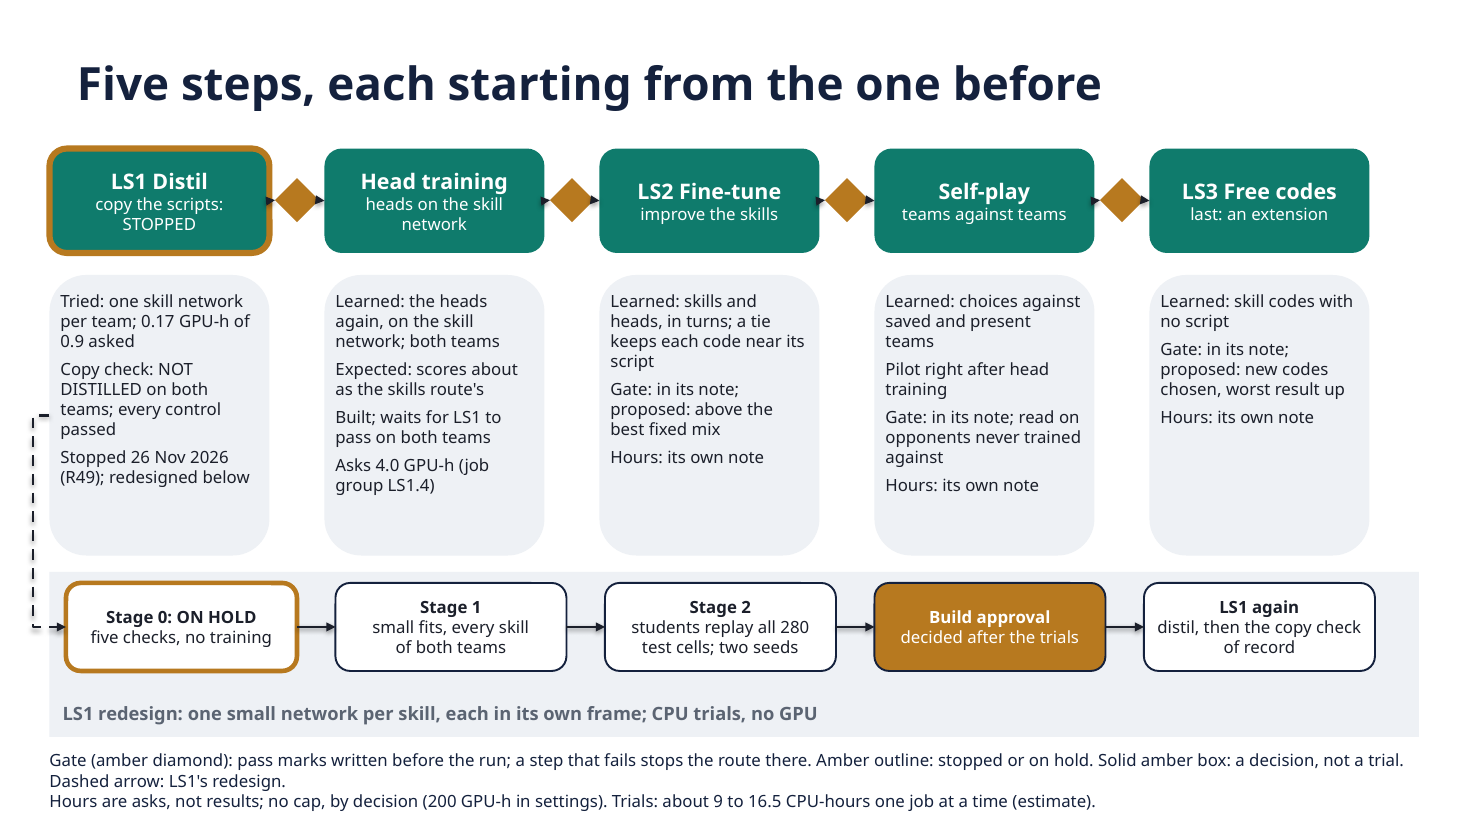 Five steps, each starting from the one before
LS1 Distil
copy the scripts:
STOPPED
Head training
heads on the skill
network
LS2 Fine-tune
improve the skills
Self-play
teams against teams
LS3 Free codes
last: an extension
Tried: one skill network
per team; 0.17 GPU-h of
0.9 asked
Copy check: NOT
DISTILLED on both
teams; every control
passed
Stopped 26 Nov 2026
(R49); redesigned below
Learned: the heads
again, on the skill
network; both teams
Expected: scores about
as the skills route's
Built; waits for LS1 to
pass on both teams
Asks 4.0 GPU-h (job
group LS1.4)
Learned: skills and
heads, in turns; a tie
keeps each code near its
script
Gate: in its note;
proposed: above the
best fixed mix
Hours: its own note
Learned: choices against
saved and present
teams
Pilot right after head
training
Gate: in its note; read on
opponents never trained
against
Hours: its own note
Learned: skill codes with
no script
Gate: in its note;
proposed: new codes
chosen, worst result up
Hours: its own note
Stage 0: ON HOLD
five checks, no training
Stage 1
small fits, every skill
of both teams
Stage 2
students replay all 280
test cells; two seeds
Build approval
decided after the trials
LS1 again
distil, then the copy check
of record
LS1 redesign: one small network per skill, each in its own frame; CPU trials, no GPU
Gate (amber diamond): pass marks written before the run; a step that fails stops the route there. Amber outline: stopped or on hold. Solid amber box: a decision, not a trial.
Dashed arrow: LS1's redesign.
Hours are asks, not results; no cap, by decision (200 GPU-h in settings). Trials: about 9 to 16.5 CPU-hours one job at a time (estimate).